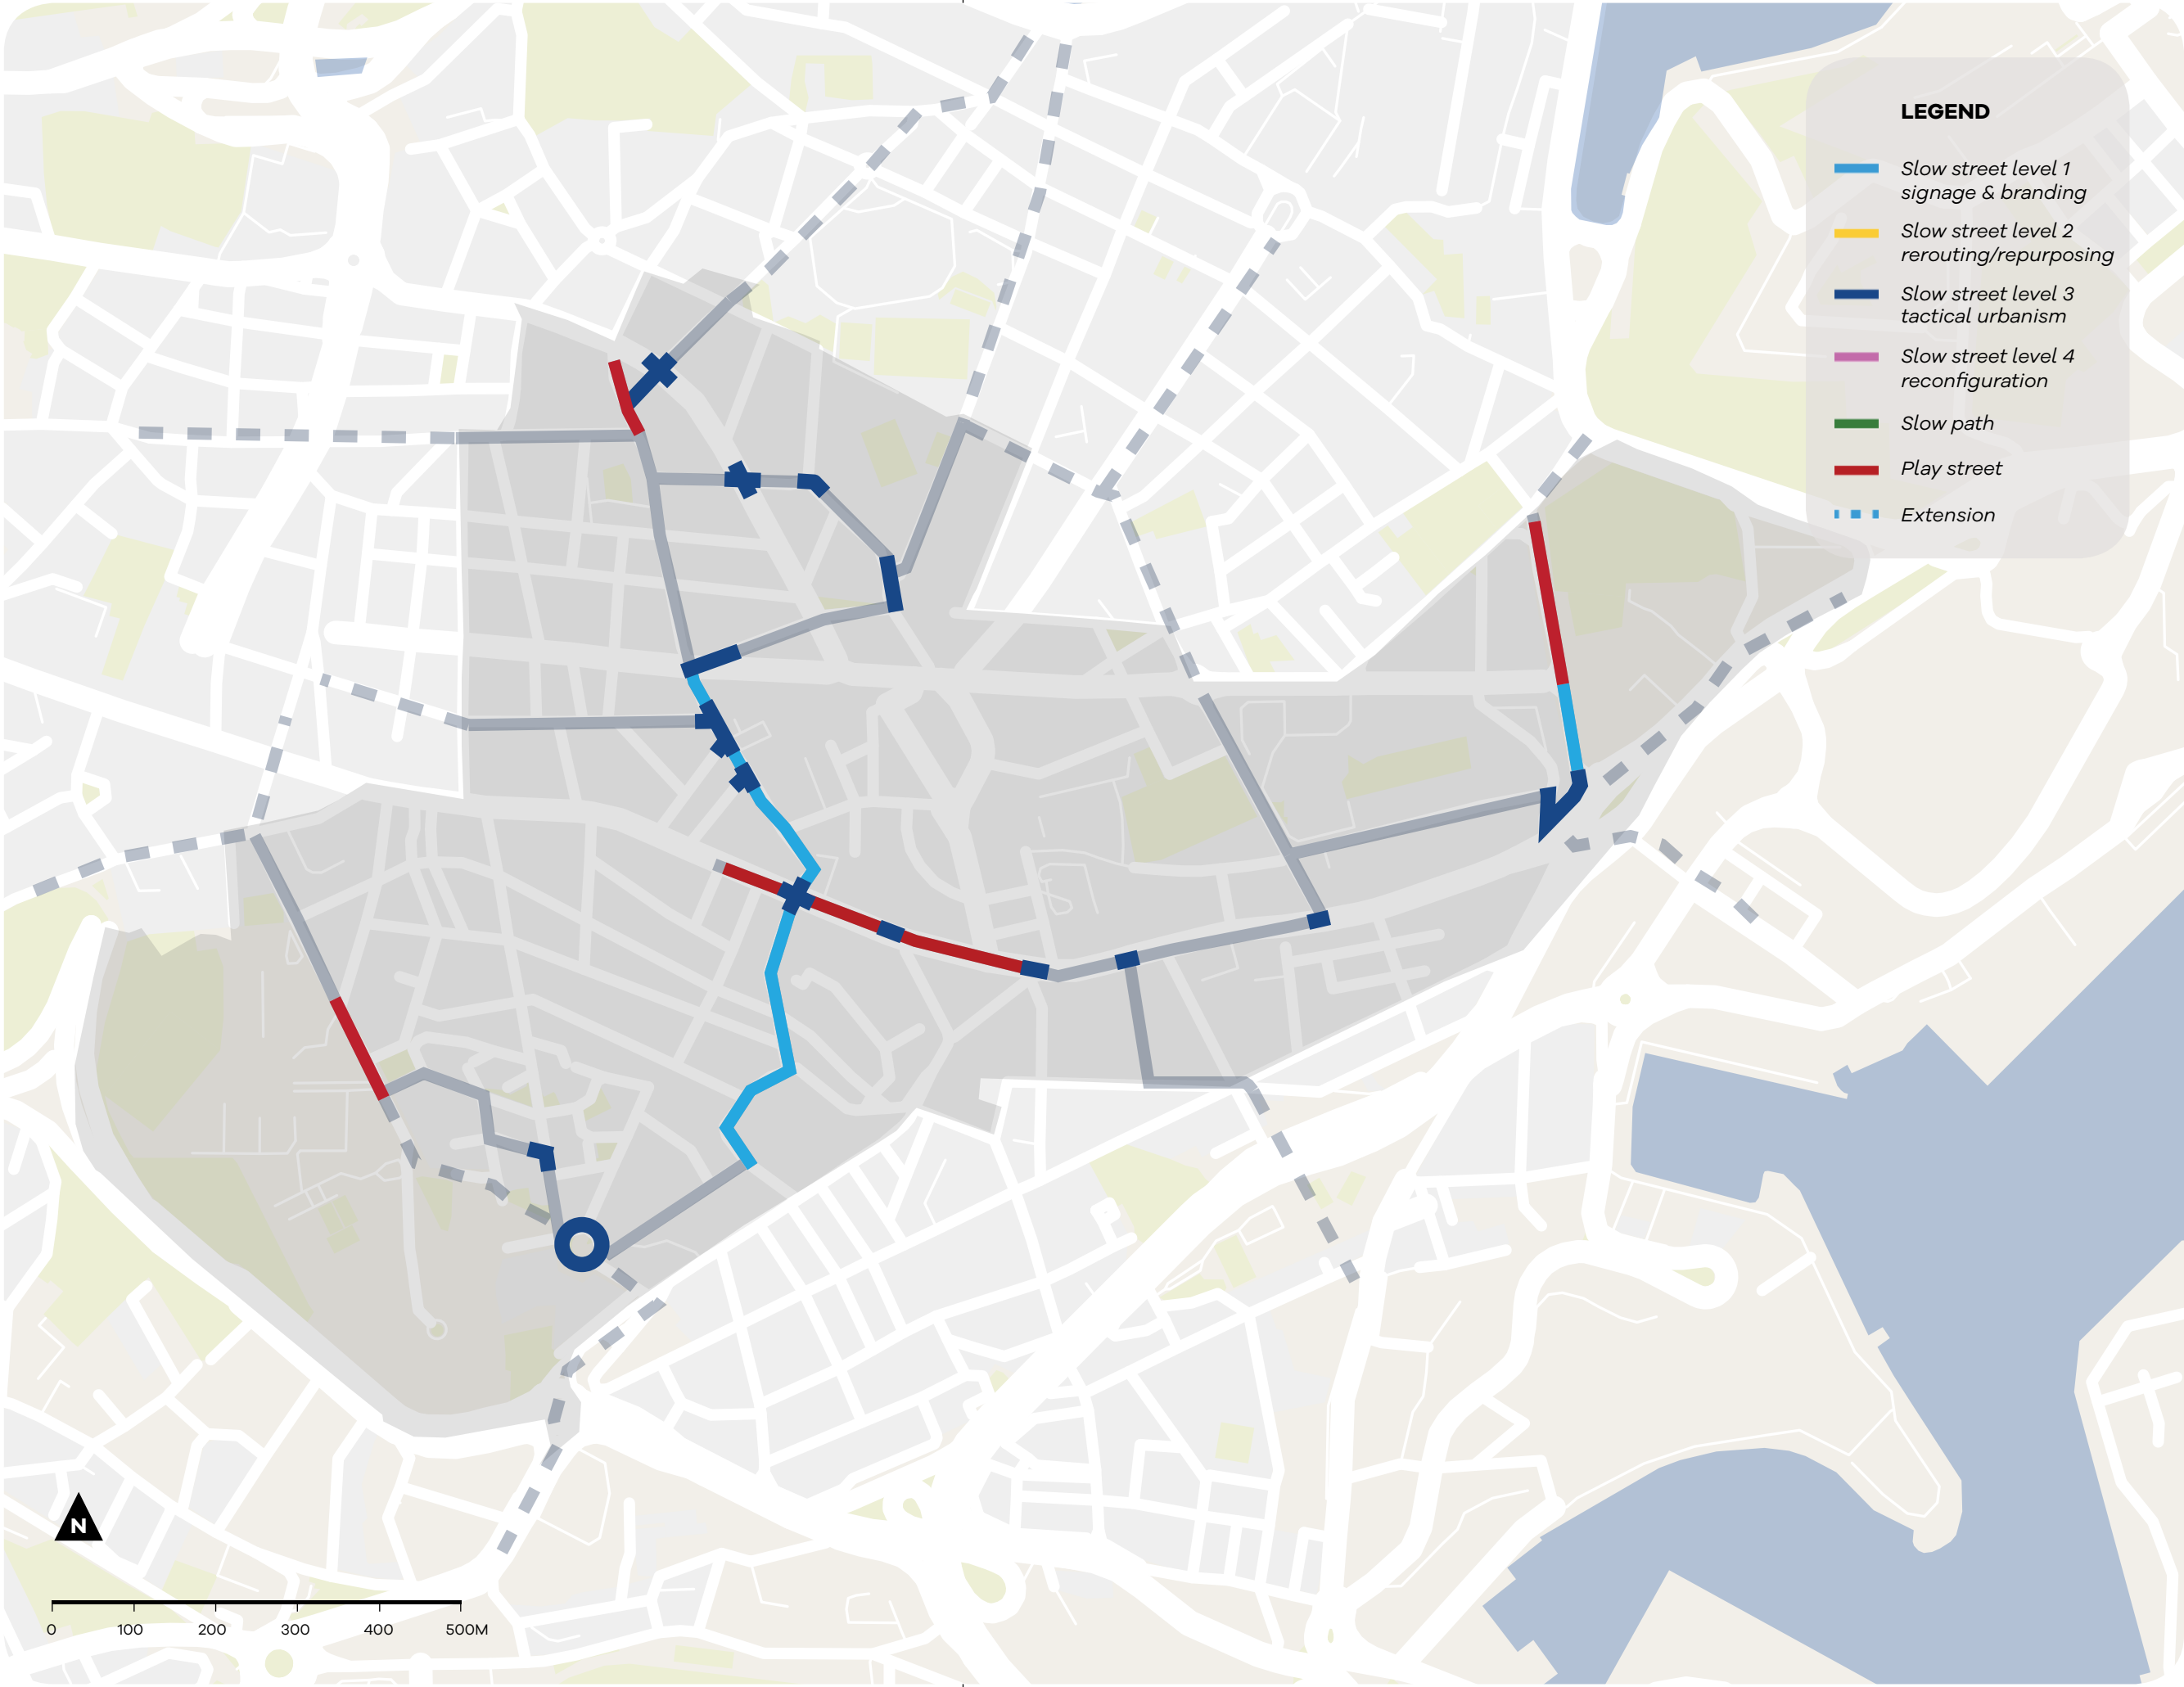 LEGEND
Slow street level 1
signage & branding
Slow street level 2
rerouting/repurposing
Slow street level 3
tactical urbanism
Slow street level 4
reconfiguration
Slow path
Play street
Extension
N
0 100 200 300 400 500M